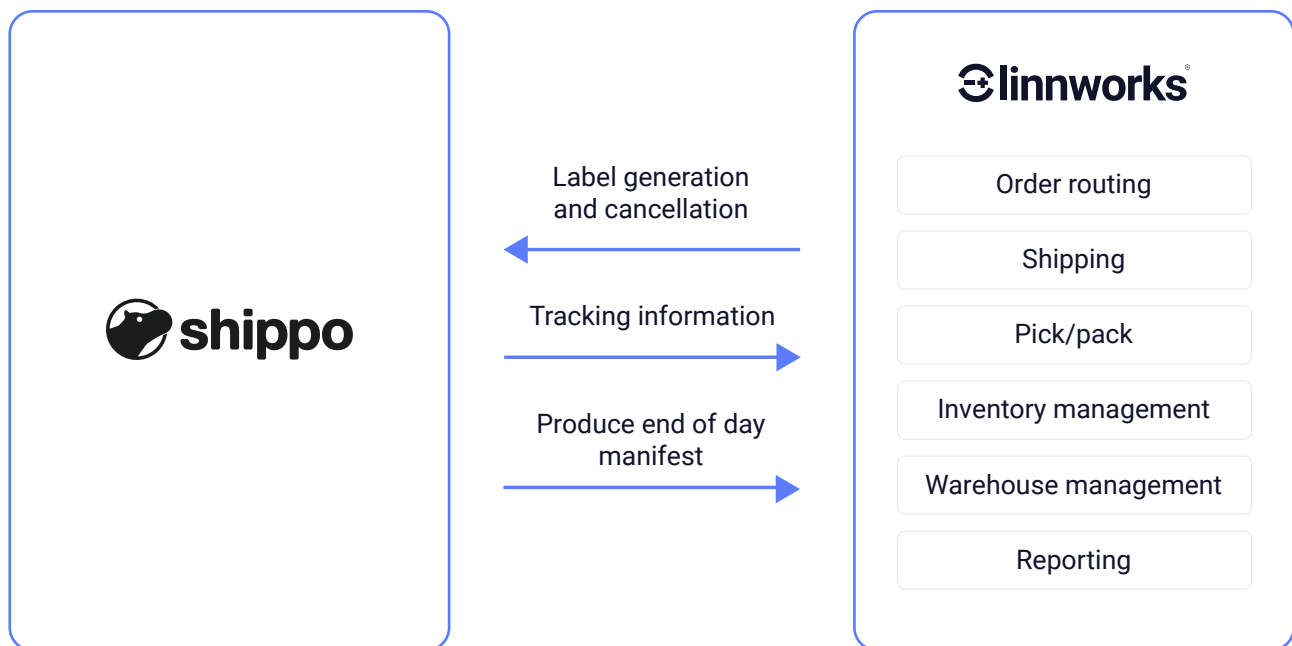 shippo
Label generation
and cancellation
Tracking information
Produce end of day
manifest
linnworks®
Order routing
Shipping
Pick/pack
Inventory management
Warehouse management
Reporting